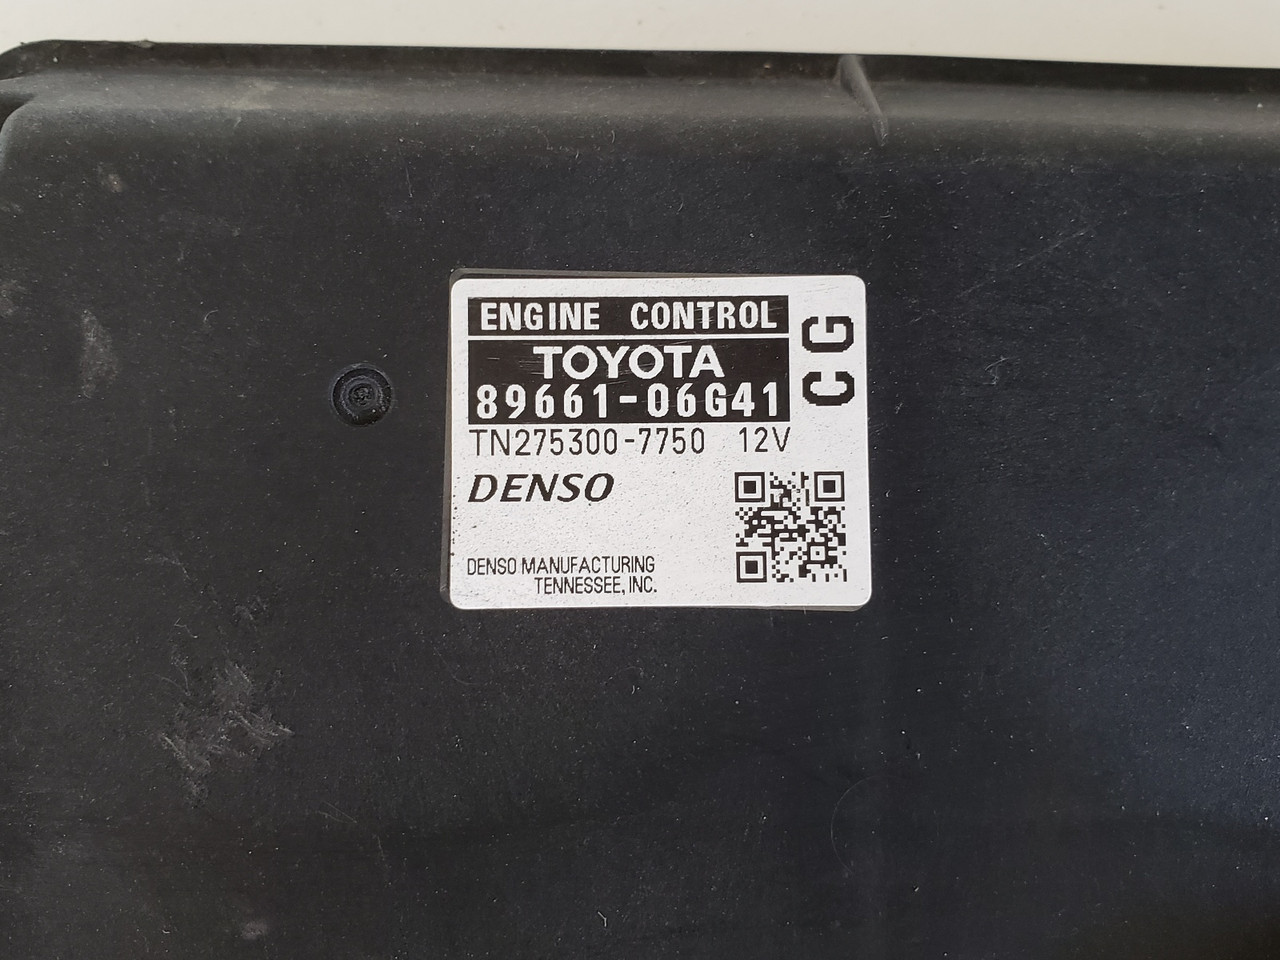 ENGINE CONTROL
TOYOTA
89661-06G41
CG
TN275300-7750 12V
DENSO
DENSO MANUFACTURING
TENNESSEE, INC.